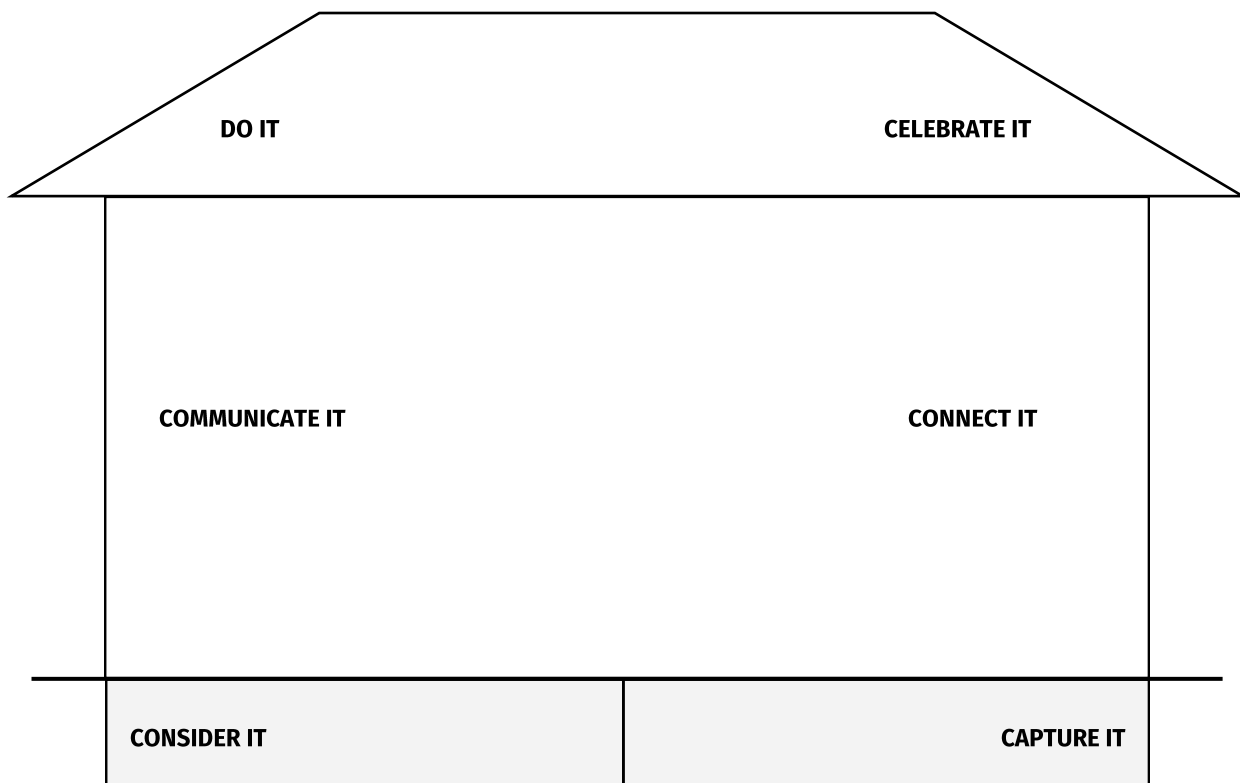 DO IT
CELEBRATE IT
COMMUNICATE IT
CONNECT IT
CONSIDER IT
CAPTURE IT